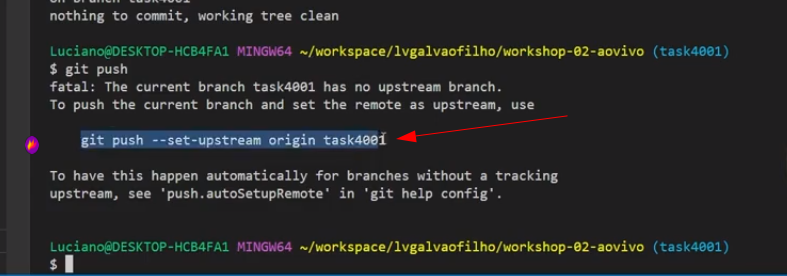 on branch task4001
nothing to commit, working tree clean
Luciano@DESKTOP-HCB4FA1 MINGW64 ~/workspace/lvgalvaofilho/workshop-02-aovivo (task4001)
$ git push
fatal: The current branch task4001 has no upstream branch.
To push the current branch and set the remote as upstream, use
git push --set-upstream origin task4001
To have this happen automatically for branches without a tracking
upstream, see 'push.autoSetupRemote' in 'git help config'.
Luciano@DESKTOP-HCB4FA1 MINGW64 ~/workspace/lvgalvaofilho/workshop-02-aovivo (task4001)
$